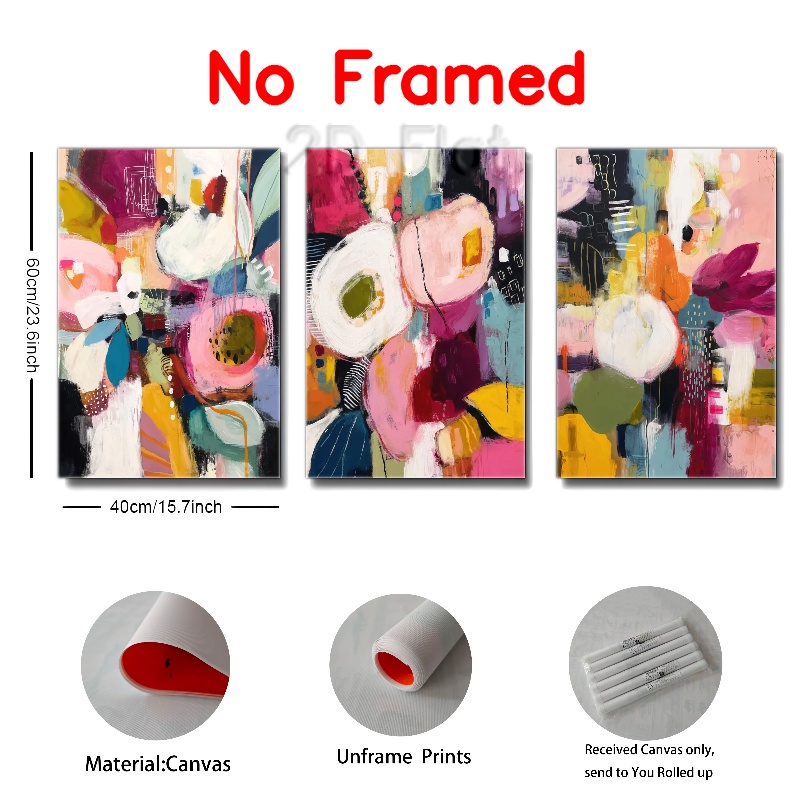 No Framed
2D Flat
60cm/23.6inch
40cm/15.7inch
Material:Canvas
Unframe Prints
Received Canvas only,
send to You Rolled up